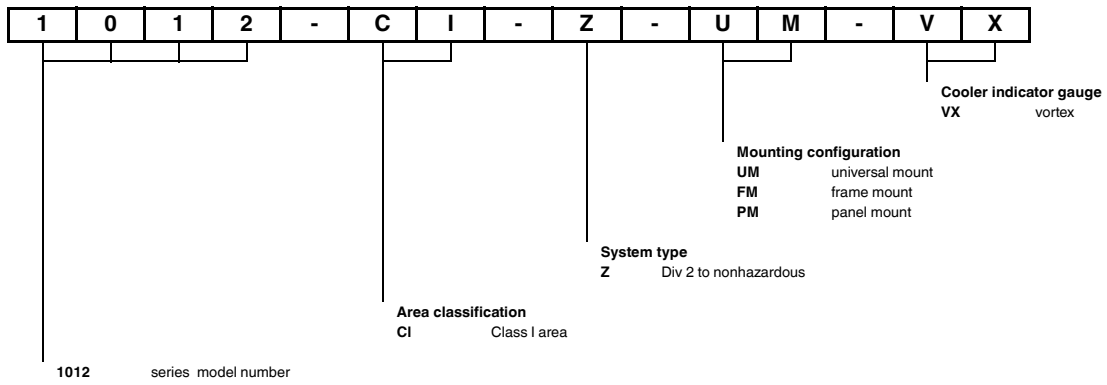 1 0 1 2 - C I - Z - U M - V X
Cooler indicator gauge
VX vortex
Mounting configuration
UM universal mount
FM frame mount
PM panel mount
System type
Z Div 2 to nonhazardous
Area classification
CI Class I area
1012 series model number